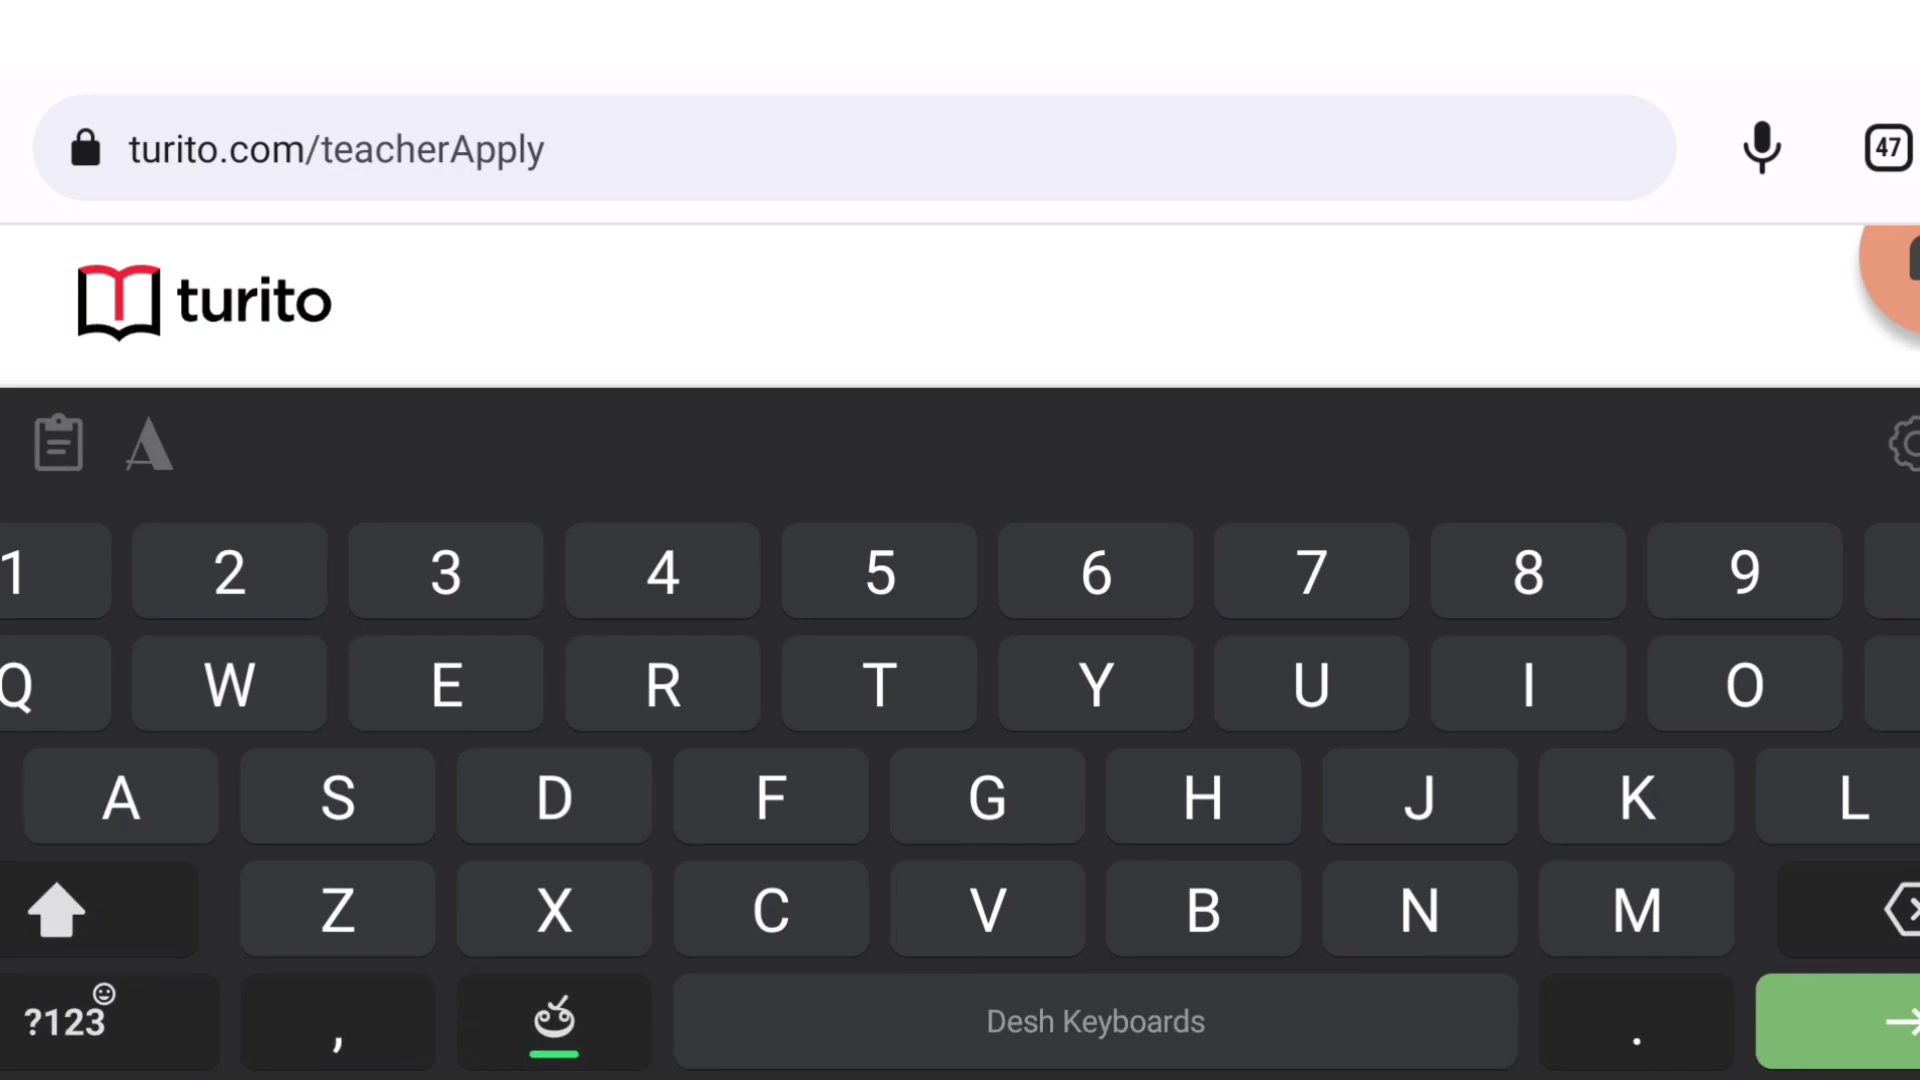 turito.com/teacherApply
47
turito
1 2 3 4 5 6 7 8 9
Q W E R T Y U I O
A S D F G H J K L
Z X C V B N M
?123 , Desh Keyboards .